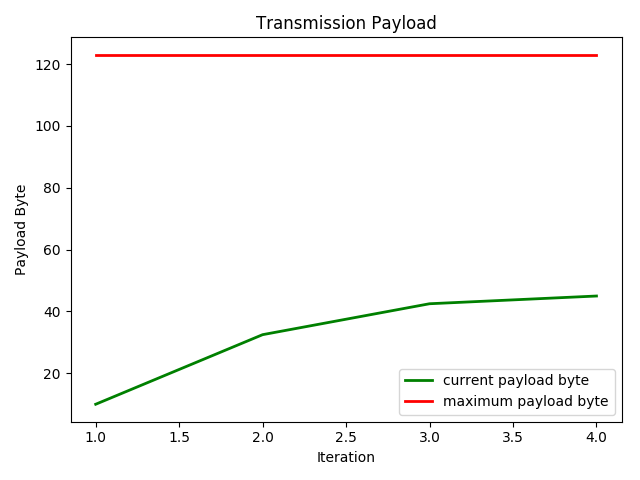 Transmission Payload
120
100
80
60
40
20
Payload Byte
current payload byte
maximum payload byte
1.0 1.5 2.0 2.5 3.0 3.5 4.0
Iteration